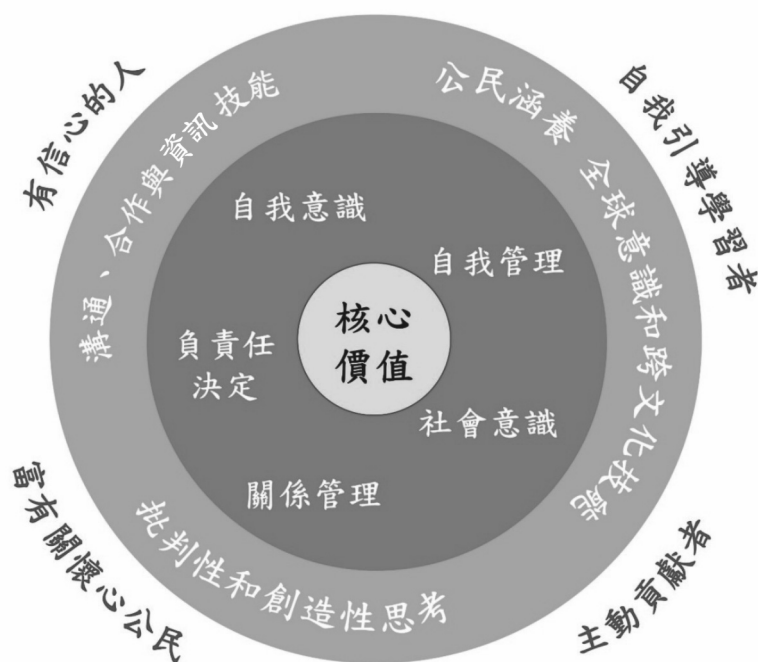 核心
價值
自我意識
自我管理
社會意識
關係管理
負責任
決定
溝通、合作與資訊技能
公民涵養 全球意識和跨文化技能
批判性和創造性思考
有信心的人
自我引導學習者
主動貢獻者
富有關懷心公民